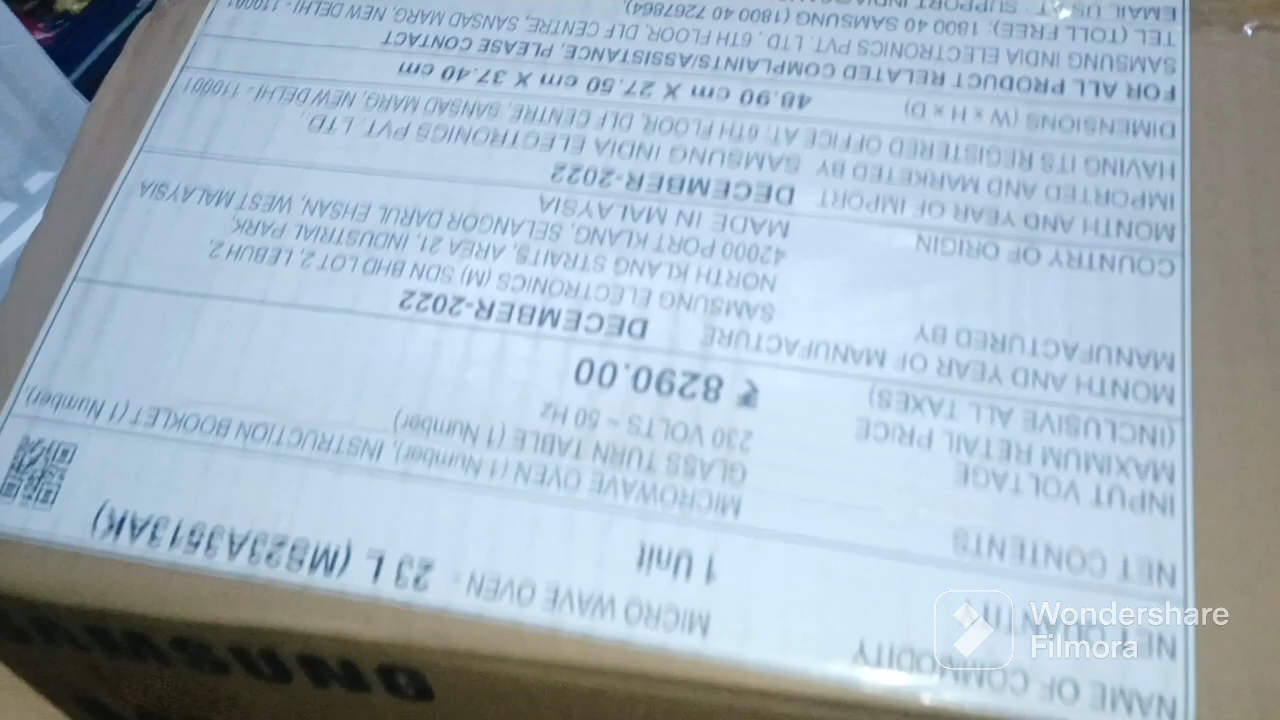 SAMSUNG
NAME OF COMMODITY MICRO WAVE OVEN - 23 L (MS23A3513AK)
NET QUANTITY 1 Unit
NET CONTENTS MICROWAVE OVEN (1 Number), INSTRUCTION BOOKLET (1 Number),
GLASS TURN TABLE (1 Number)
INPUT VOLTAGE 230 VOLTS ~ 50 Hz
MAXIMUM RETAIL PRICE ₹ 8290.00
(INCLUSIVE ALL TAXES)
MONTH AND YEAR OF MANUFACTURE DECEMBER-2022
MANUFACTURED BY SAMSUNG ELECTRONICS (M) SDN BHD LOT 2, LEBUH 2,
NORTH KLANG STRAITS, AREA 21, INDUSTRIAL PARK,
42000 PORT KLANG, SELANGOR DARUL EHSAN, WEST MALAYSIA
COUNTRY OF ORIGIN MADE IN MALAYSIA
MONTH AND YEAR OF IMPORT DECEMBER-2022
IMPORTED AND MARKETED BY SAMSUNG INDIA ELECTRONICS PVT. LTD.,
HAVING ITS REGISTERED OFFICE AT: 6TH FLOOR, DLF CENTRE, SANSAD MARG, NEW DELHI - 110001
DIMENSIONS (W x H x D) 48.90 cm X 27.50 cm X 37.40 cm
FOR ALL PRODUCT RELATED COMPLAINTS/ASSISTANCE, PLEASE CONTACT
SAMSUNG INDIA ELECTRONICS PVT. LTD., 6TH FLOOR, DLF CENTRE, SANSAD MARG, NEW DELHI - 110001
TEL (TOLL FREE): 1800 40 SAMSUNG (1800 40 7267864)
EMAIL US AT: SUPPORT
Wondershare
Filmora